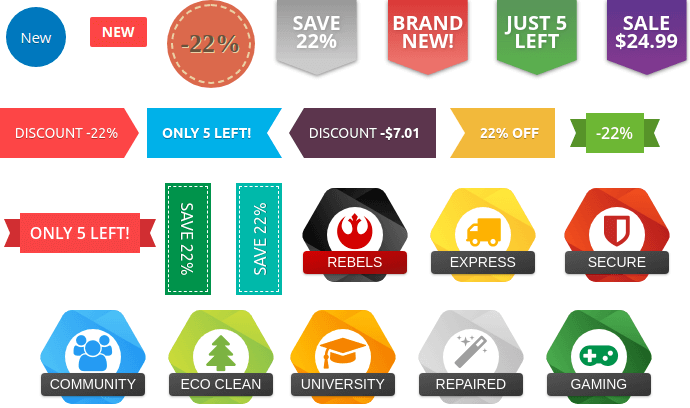 New
NEW
-22%
SAVE
22%
BRAND
NEW!
JUST 5
LEFT
SALE
$24.99
DISCOUNT -22%
ONLY 5 LEFT!
DISCOUNT -$7.01
22% OFF
-22%
ONLY 5 LEFT!
SAVE 22%
SAVE 22%
REBELS
EXPRESS
SECURE
COMMUNITY
ECO CLEAN
UNIVERSITY
REPAIRED
GAMING